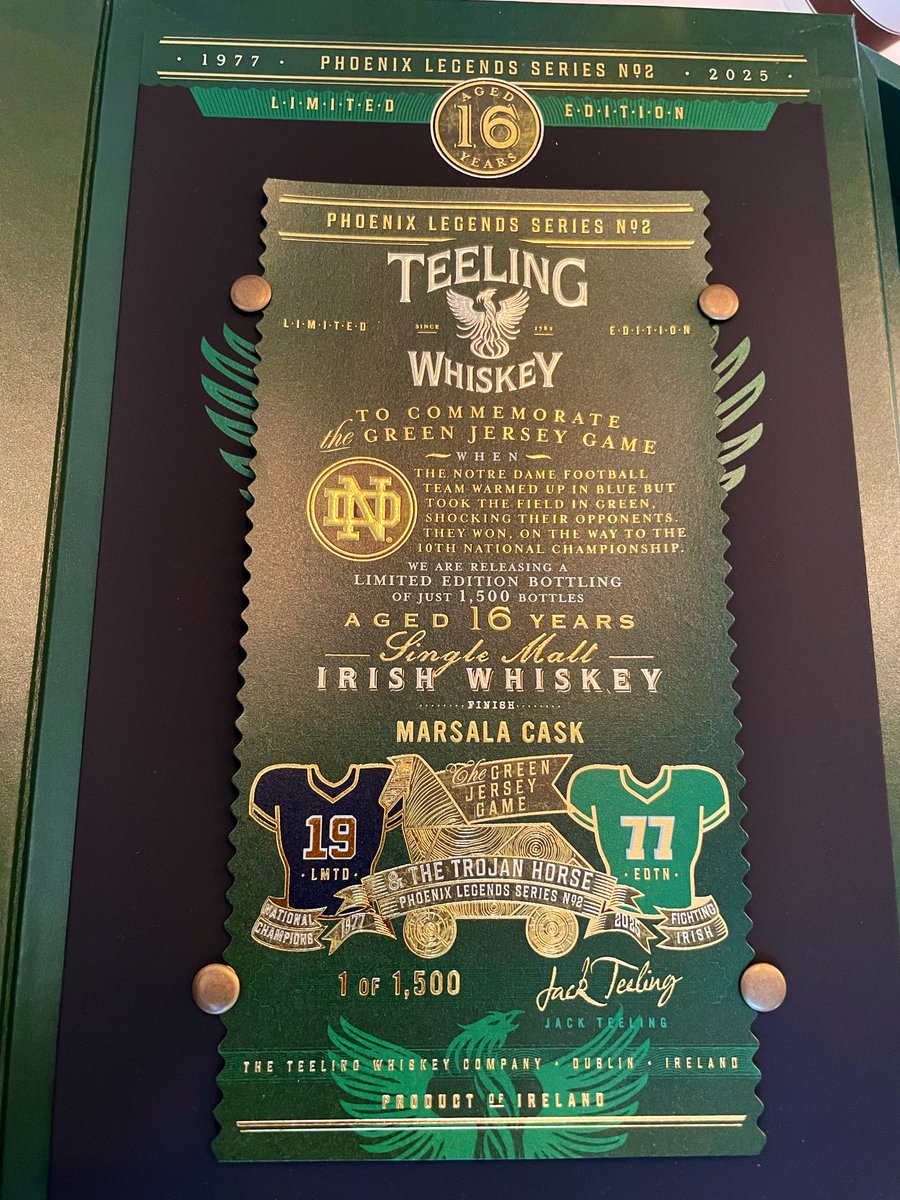 · 1977 · PHOENIX LEGENDS SERIES Nº2 · 2025 ·
L·I·M·I·T·E·D E·D·I·T·I·O·N
AGED
16
YEARS
PHOENIX LEGENDS SERIES Nº2
TEELING
L·I·M·I·T·E·D SINCE 1782 E·D·I·T·I·O·N
WHISKEY
TO COMMEMORATE
the GREEN JERSEY GAME
WHEN
ND
THE NOTRE DAME FOOTBALL
TEAM WARMED UP IN BLUE BUT
TOOK THE FIELD IN GREEN,
SHOCKING THEIR OPPONENTS.
THEY WON, ON THE WAY TO THE
10TH NATIONAL CHAMPIONSHIP.
WE ARE RELEASING A
LIMITED EDITION BOTTLING
OF JUST 1,500 BOTTLES
AGED 16 YEARS
Single Malt
IRISH WHISKEY
FINISH
MARSALA CASK
The GREEN
JERSEY
GAME
19
· LMTD ·
77
· EDTN ·
& THE TROJAN HORSE
PHOENIX LEGENDS SERIES Nº2
NATIONAL
CHAMPIONS
1977
2025
FIGHTING
IRISH
1 OF 1,500
Jack Teeling
JACK TEELING
THE TEELING WHISKEY COMPANY · DUBLIN · IRELAND
PRODUCT OF IRELAND